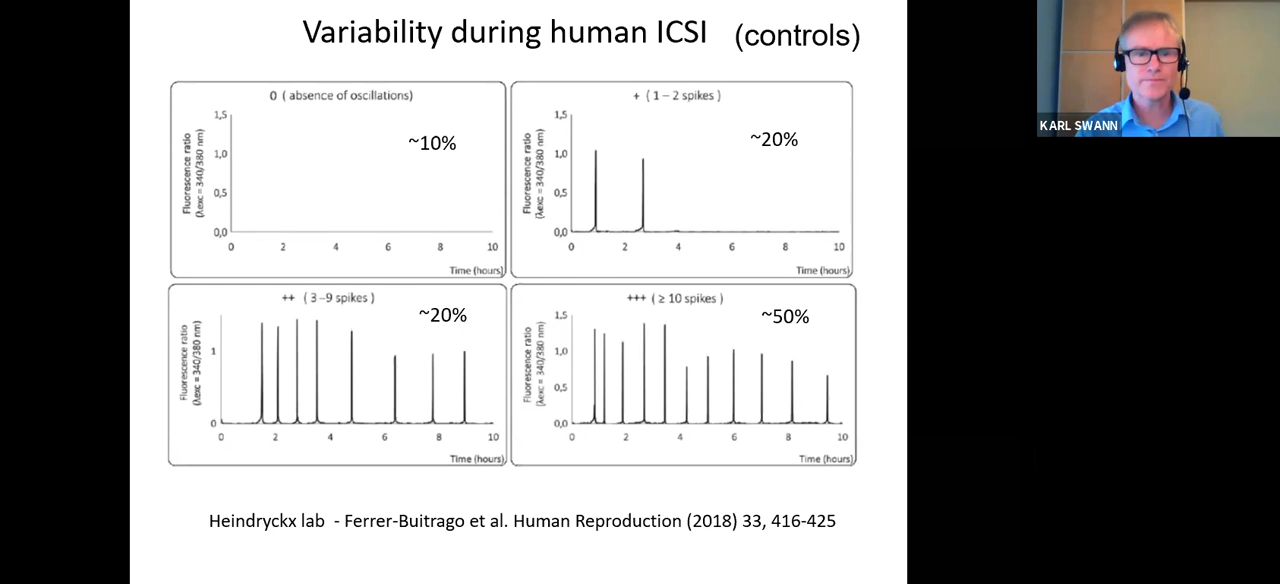 Variability during human ICSI (controls)
0 ( absence of oscillations)
~10%
Fluorescence ratio
(λexc = 340/380 nm)
1,5
1,0
0,5
0,0
0 2 4 6 8 10
Time (hours)
+ ( 1 – 2 spikes )
~20%
Fluorescence ratio
(λexc = 340/380 nm)
1,5
1,0
0,5
0,0
0 2 4 6 8 10
Time (hours)
++ ( 3–9 spikes )
~20%
Fluorescence ratio
(λexc = 340/380 nm)
1
0
0 2 4 6 8 10
Time (hours)
+++ ( ≥ 10 spikes )
~50%
Fluorescence ratio
(λexc = 340/380 nm)
1,5
1,0
0,5
0,0
0 2 4 6 8 10
Time (hours)
Heindryckx lab - Ferrer-Buitrago et al. Human Reproduction (2018) 33, 416-425
KARL SWANN